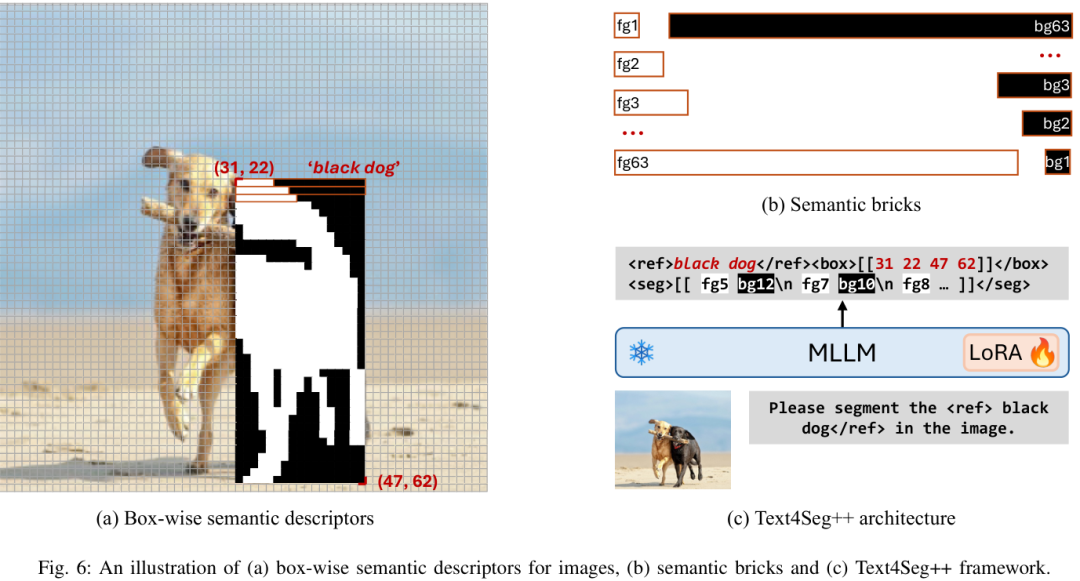 (31, 22) 'black dog'
(47, 62)
(a) Box-wise semantic descriptors
fg1
bg63
fg2
...
fg3
bg3
...
bg2
fg63
bg1
(b) Semantic bricks
<ref>black dog</ref><box>[[31 22 47 62]]</box>
<seg>[[ fg5 bg12\n fg7 bg10\n fg8 … ]]</seg>
MLLM
LoRA
Please segment the <ref> black
dog</ref> in the image.
(c) Text4Seg++ architecture
Fig. 6: An illustration of (a) box-wise semantic descriptors for images, (b) semantic bricks and (c) Text4Seg++ framework.